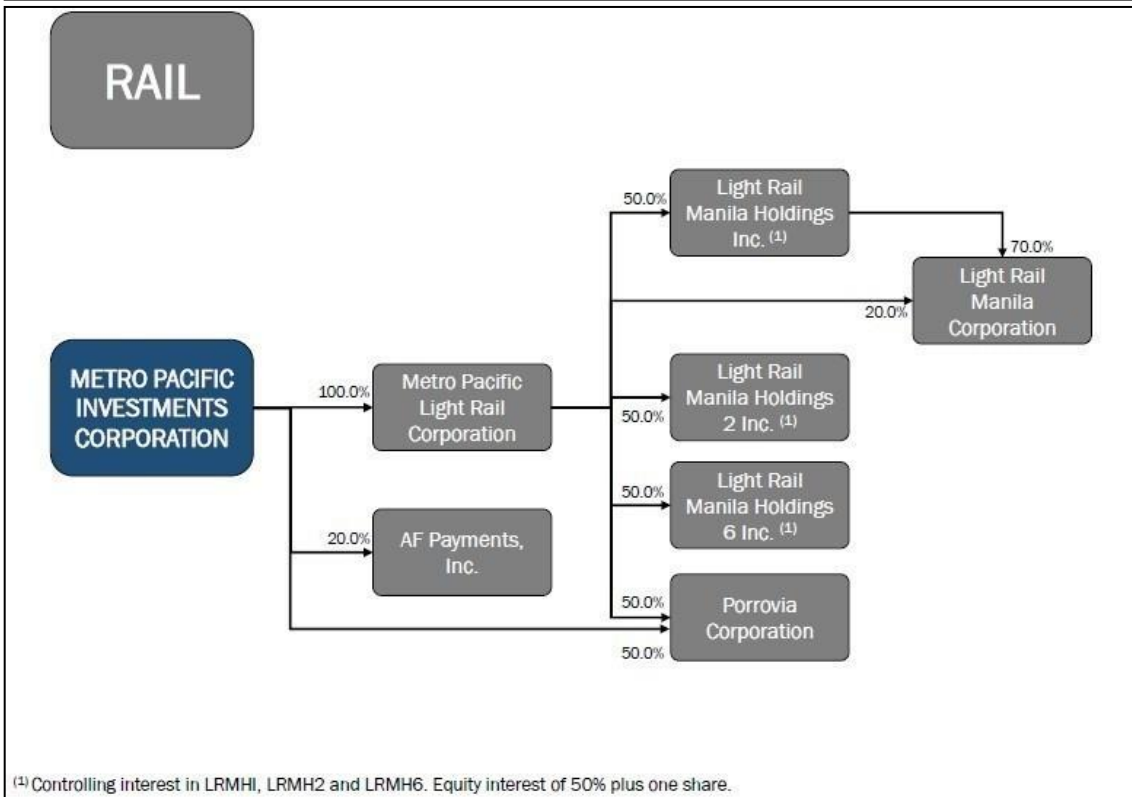 RAIL
50.0%
Light Rail
Manila Holdings
Inc. (1)
70.0%
Light Rail
Manila
Corporation
20.0%
METRO PACIFIC
INVESTMENTS
CORPORATION
100.0%
Metro Pacific
Light Rail
Corporation
50.0%
Light Rail
Manila Holdings
2 Inc. (1)
50.0%
Light Rail
Manila Holdings
6 Inc. (1)
20.0%
AF Payments,
Inc.
50.0%
Porrovia
Corporation
50.0%
(1) Controlling interest in LRMHI, LRMH2 and LRMH6. Equity interest of 50% plus one share.